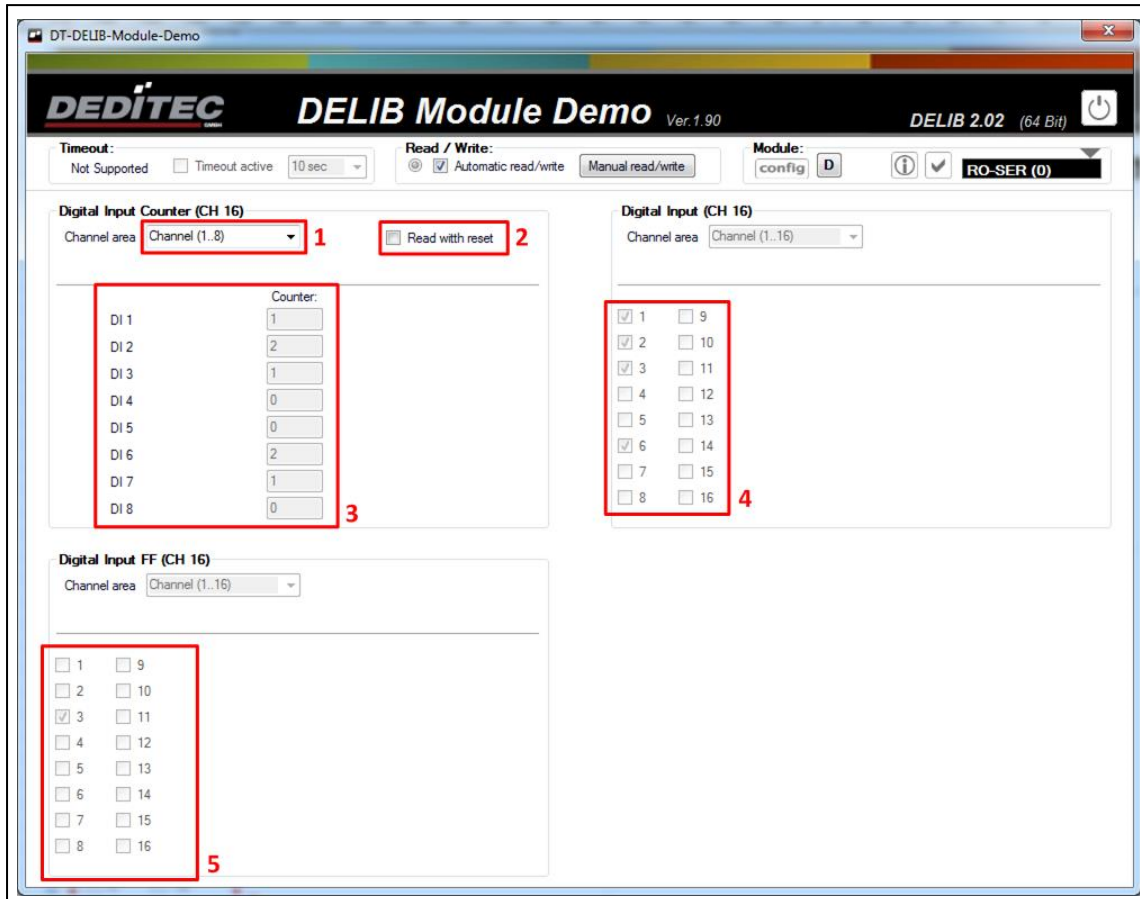 DT-DELIB-Module-Demo
DEDITEC
GMBH
DELIB Module Demo Ver.1.90
DELIB 2.02 (64 Bit)
Timeout:
Not Supported Timeout active 10 sec
Read / Write:
Automatic read/write Manual read/write
Module:
config D
i RO-SER (0)
Digital Input Counter (CH 16)
Channel area Channel (1..8) 1 Read witth reset 2
Counter:
DI 1 1
DI 2 2
DI 3 1
DI 4 0
DI 5 0
DI 6 2
DI 7 1
DI 8 0
3
Digital Input (CH 16)
Channel area Channel (1..16)
1 9
2 10
3 11
4 12
5 13
6 14
7 15
8 16
4
Digital Input FF (CH 16)
Channel area Channel (1..16)
1 9
2 10
3 11
4 12
5 13
6 14
7 15
8 16
5